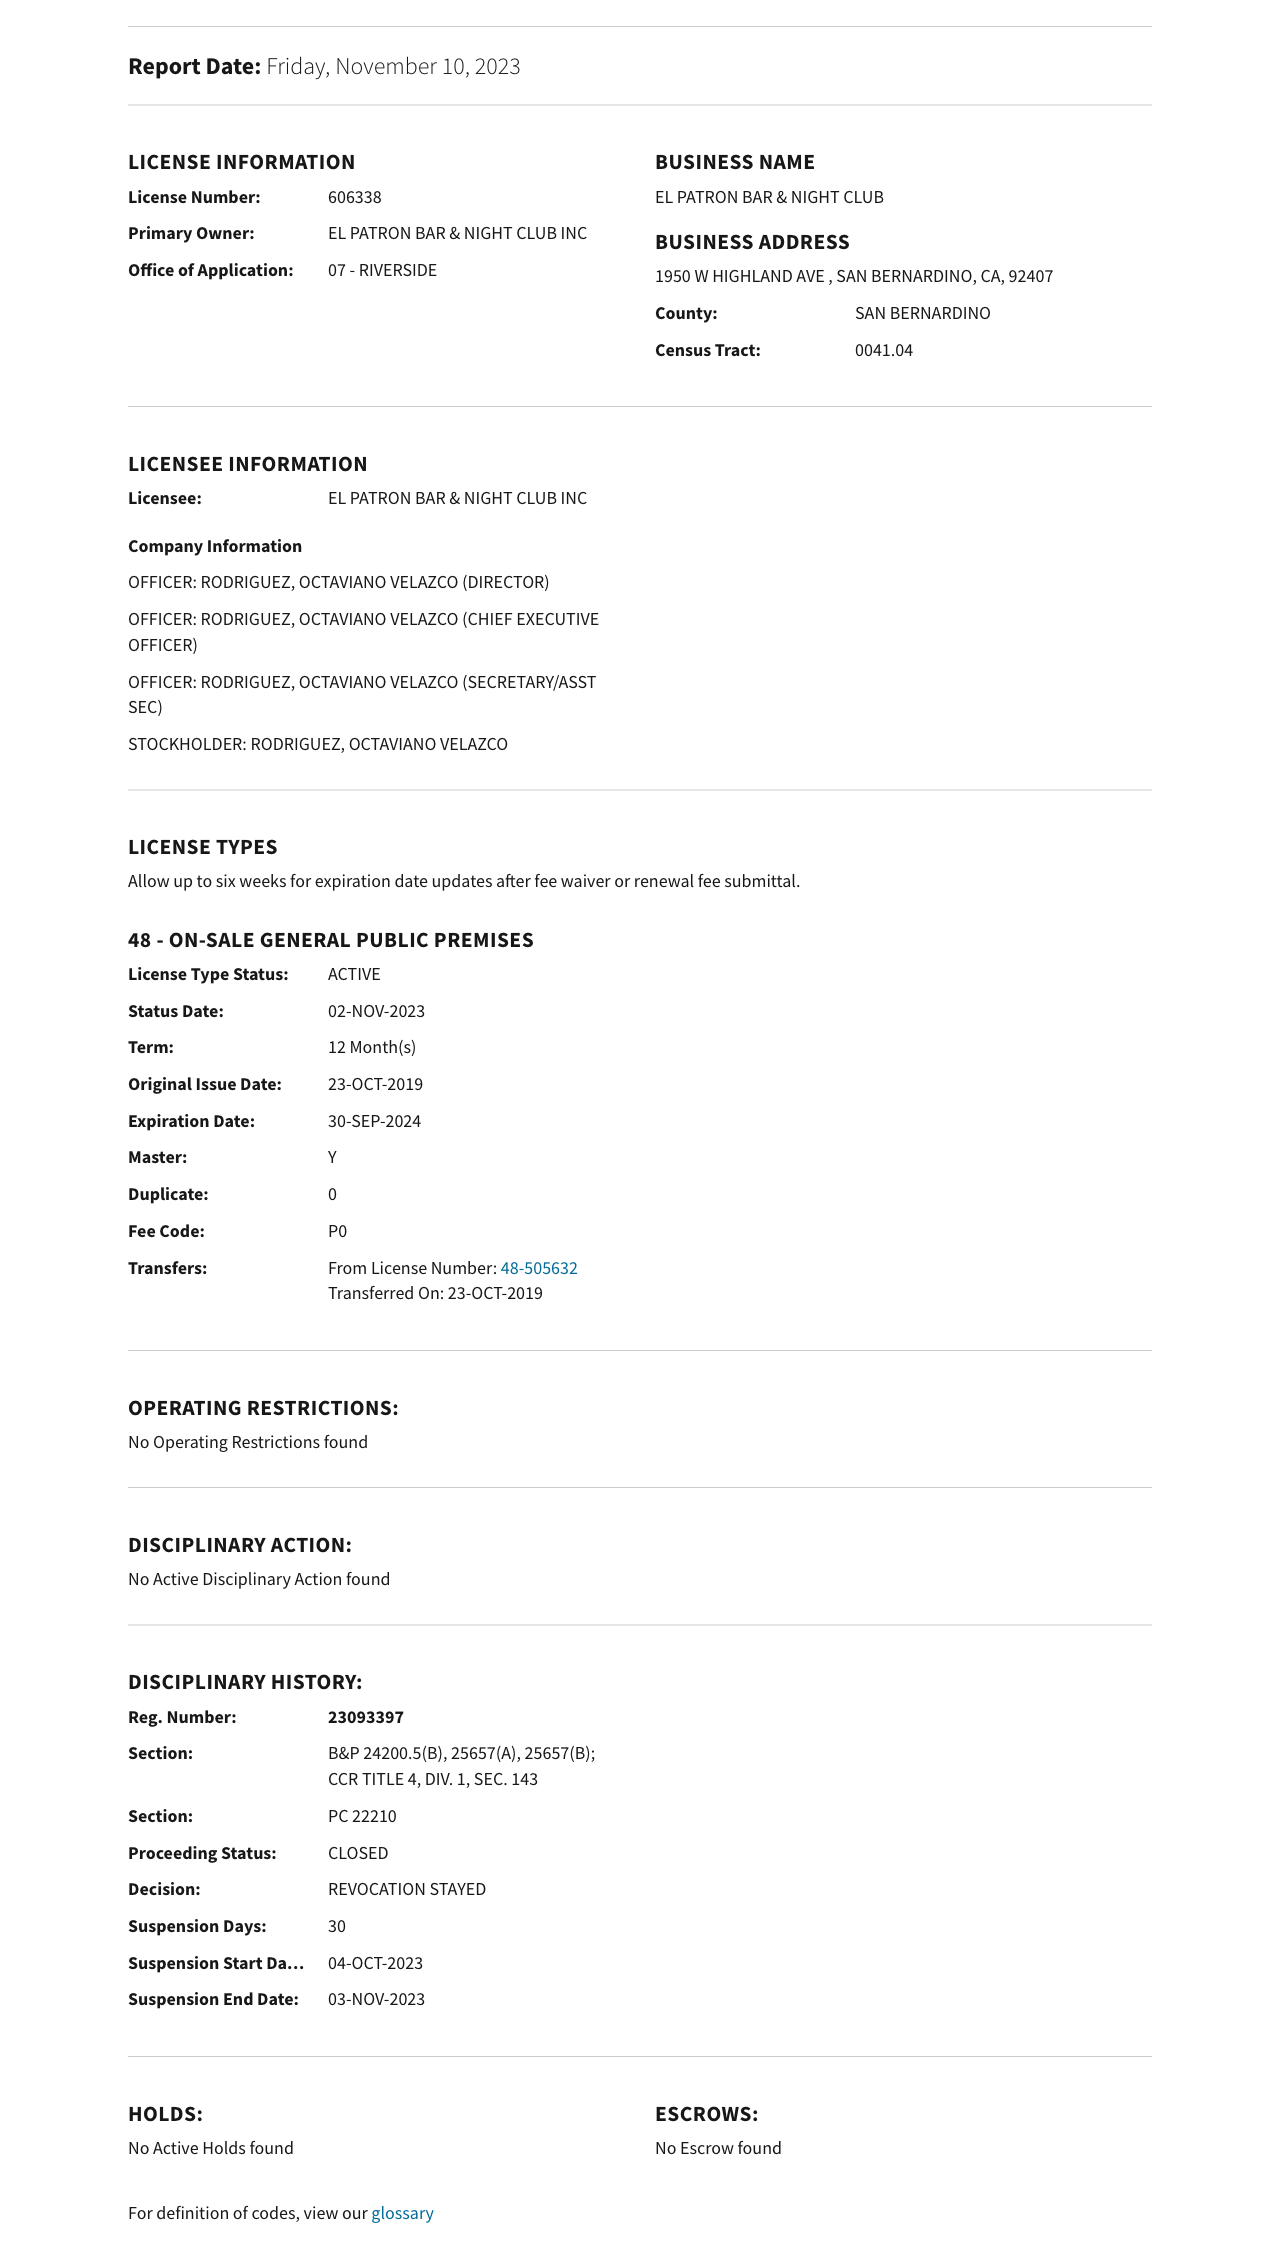 Report Date: Friday, November 10, 2023
LICENSE INFORMATION
License Number: 606338
Primary Owner: EL PATRON BAR & NIGHT CLUB INC
Office of Application: 07 - RIVERSIDE
BUSINESS NAME
EL PATRON BAR & NIGHT CLUB
BUSINESS ADDRESS
1950 W HIGHLAND AVE , SAN BERNARDINO, CA, 92407
County: SAN BERNARDINO
Census Tract: 0041.04
LICENSEE INFORMATION
Licensee: EL PATRON BAR & NIGHT CLUB INC
Company Information
OFFICER: RODRIGUEZ, OCTAVIANO VELAZCO (DIRECTOR)
OFFICER: RODRIGUEZ, OCTAVIANO VELAZCO (CHIEF EXECUTIVE
OFFICER)
OFFICER: RODRIGUEZ, OCTAVIANO VELAZCO (SECRETARY/ASST
SEC)
STOCKHOLDER: RODRIGUEZ, OCTAVIANO VELAZCO
LICENSE TYPES
Allow up to six weeks for expiration date updates after fee waiver or renewal fee submittal.
48 - ON-SALE GENERAL PUBLIC PREMISES
License Type Status: ACTIVE
Status Date: 02-NOV-2023
Term: 12 Month(s)
Original Issue Date: 23-OCT-2019
Expiration Date: 30-SEP-2024
Master: Y
Duplicate: 0
Fee Code: P0
Transfers: From License Number: 48-505632
Transferred On: 23-OCT-2019
OPERATING RESTRICTIONS:
No Operating Restrictions found
DISCIPLINARY ACTION:
No Active Disciplinary Action found
DISCIPLINARY HISTORY:
Reg. Number: 23093397
Section: B&P 24200.5(B), 25657(A), 25657(B);
CCR TITLE 4, DIV. 1, SEC. 143
Section: PC 22210
Proceeding Status: CLOSED
Decision: REVOCATION STAYED
Suspension Days: 30
Suspension Start Da... 04-OCT-2023
Suspension End Date: 03-NOV-2023
HOLDS:
No Active Holds found
ESCROWS:
No Escrow found
For definition of codes, view our glossary